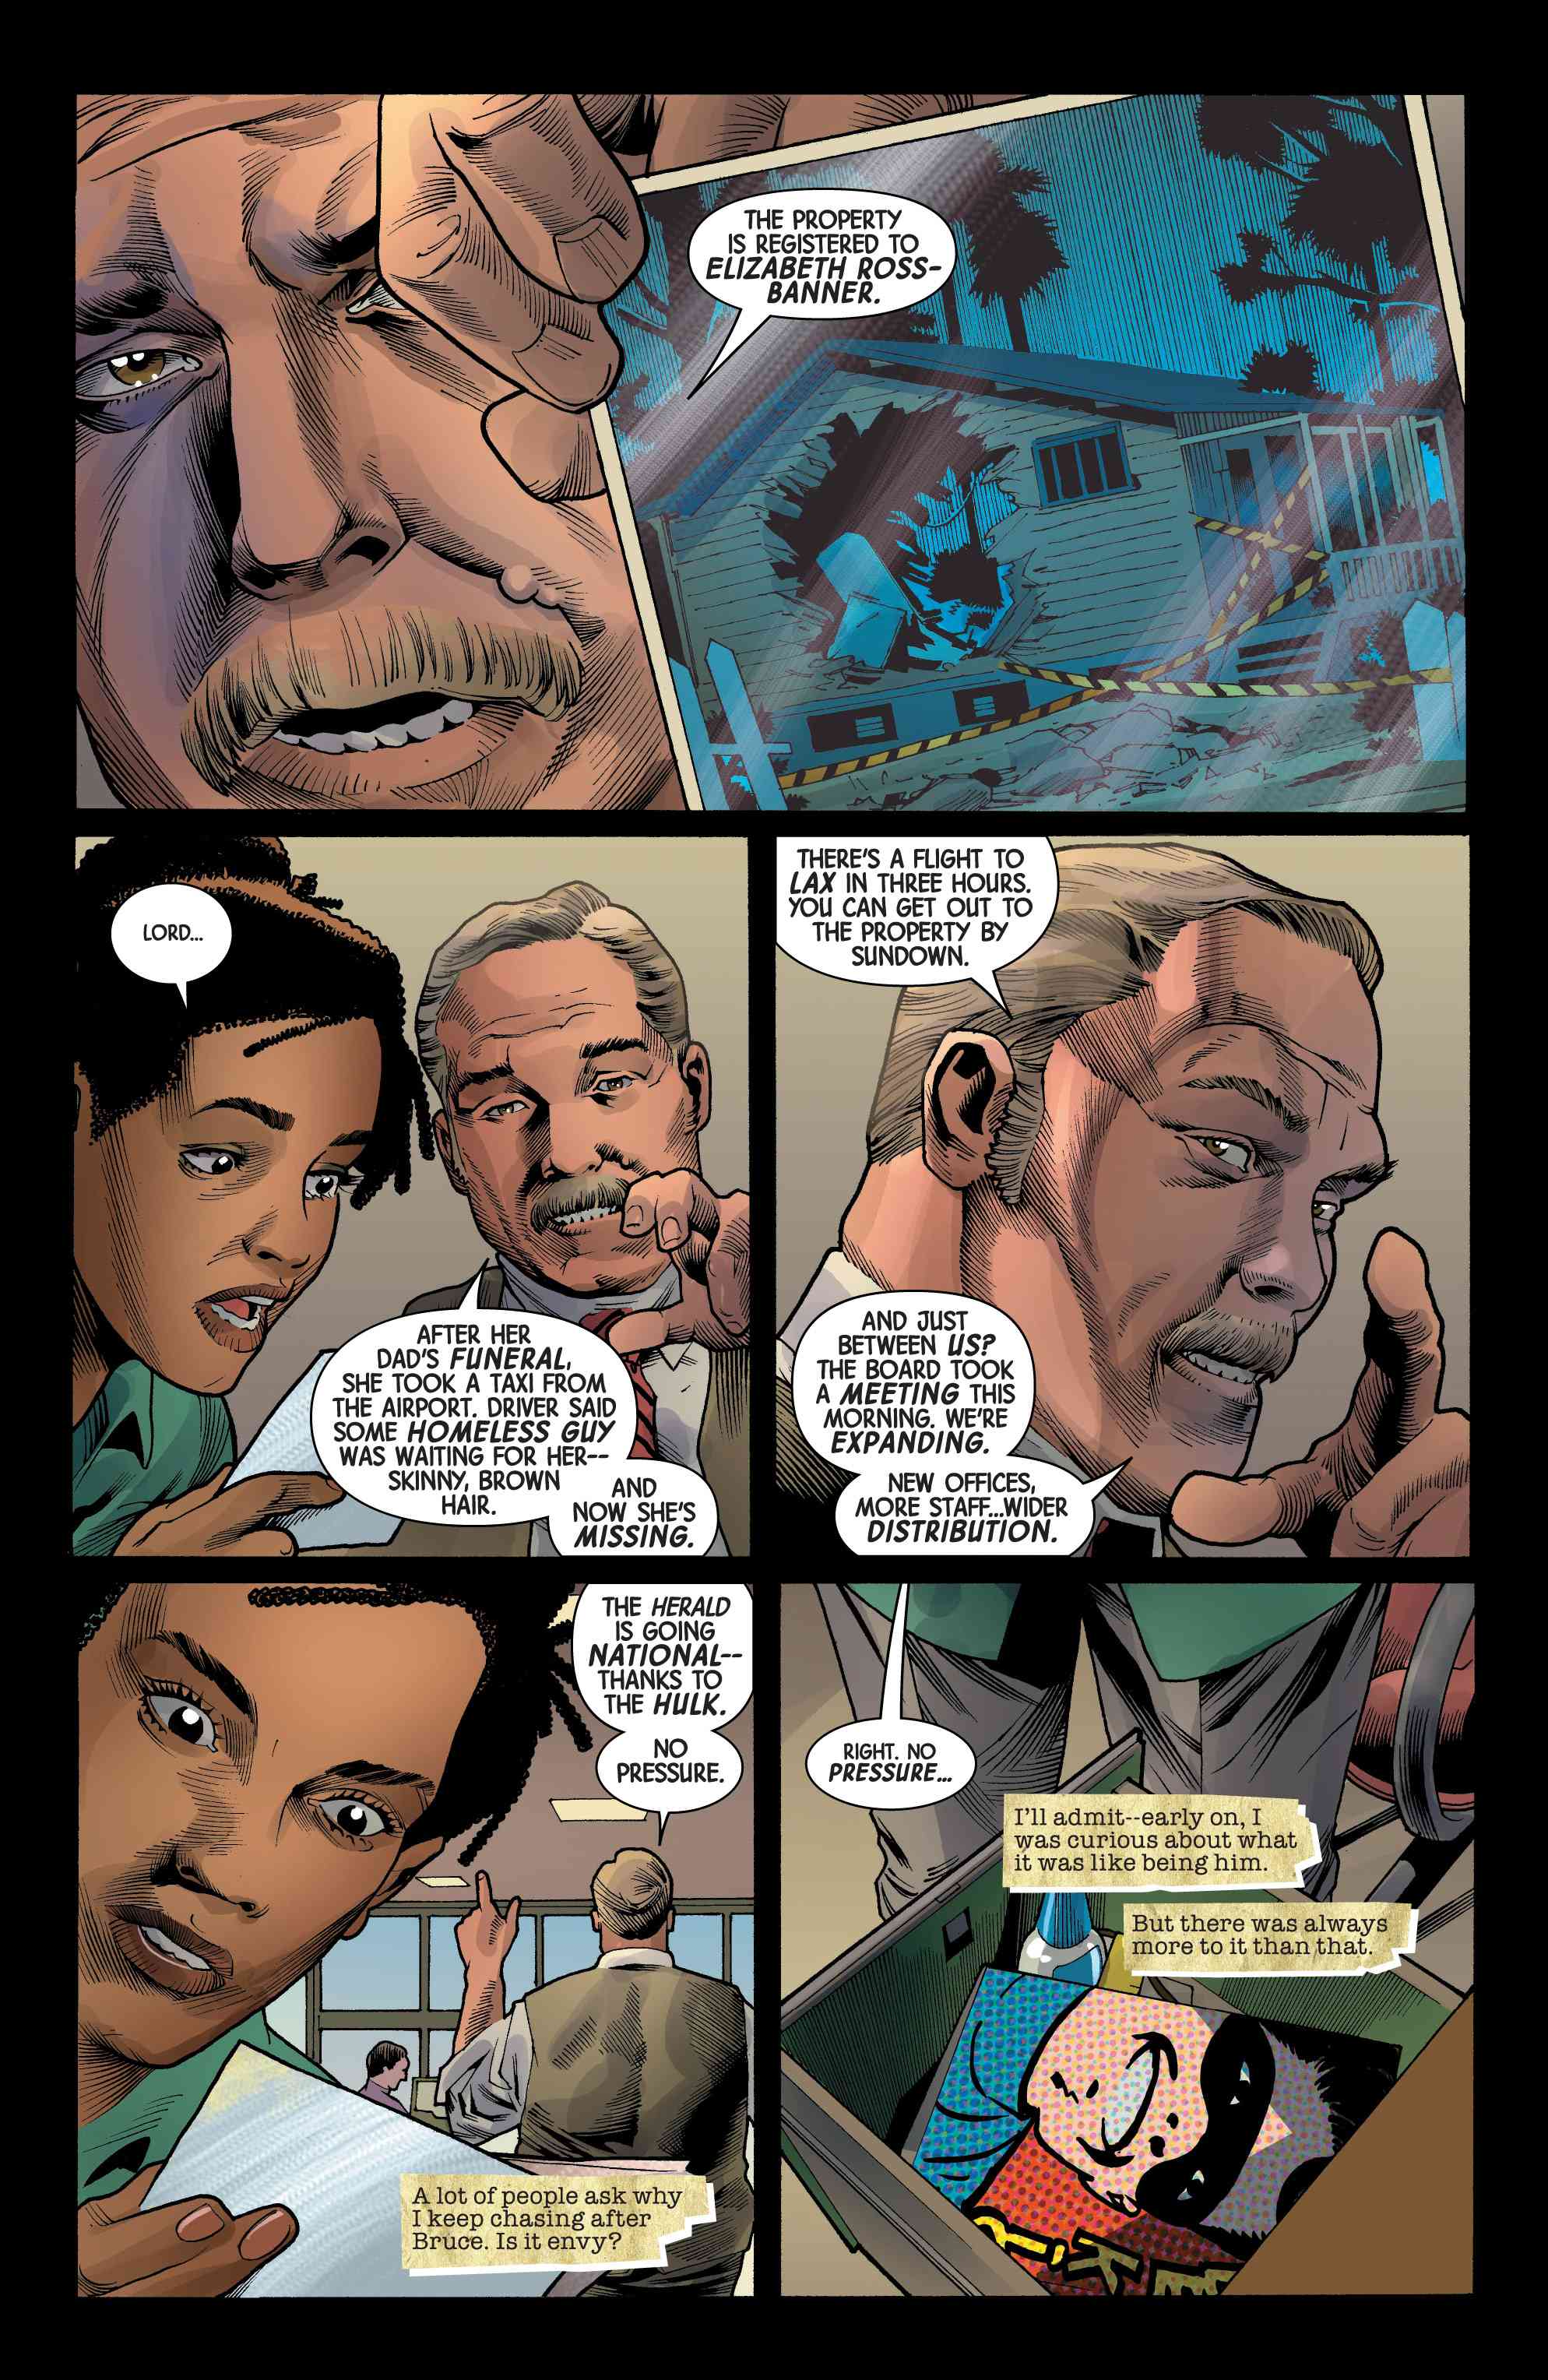 THE PROPERTY
IS REGISTERED TO
ELIZABETH ROSS-
BANNER.
LORD...
AFTER HER
DAD'S FUNERAL,
SHE TOOK A TAXI FROM
THE AIRPORT. DRIVER SAID
SOME HOMELESS GUY
WAS WAITING FOR HER--
SKINNY, BROWN
HAIR.
AND
NOW SHE'S
MISSING.
THERE'S A FLIGHT TO
LAX IN THREE HOURS.
YOU CAN GET OUT TO
THE PROPERTY BY
SUNDOWN.
AND JUST
BETWEEN US?
THE BOARD TOOK
A MEETING THIS
MORNING. WE'RE
EXPANDING.
NEW OFFICES,
MORE STAFF...WIDER
DISTRIBUTION.
THE HERALD
IS GOING
NATIONAL--
THANKS TO
THE HULK.
NO
PRESSURE.
A lot of people ask why
I keep chasing after
Bruce. Is it envy?
RIGHT. NO
PRESSURE...
I'll admit--early on, I
was curious about what
it was like being him.
But there was always
more to it than that.